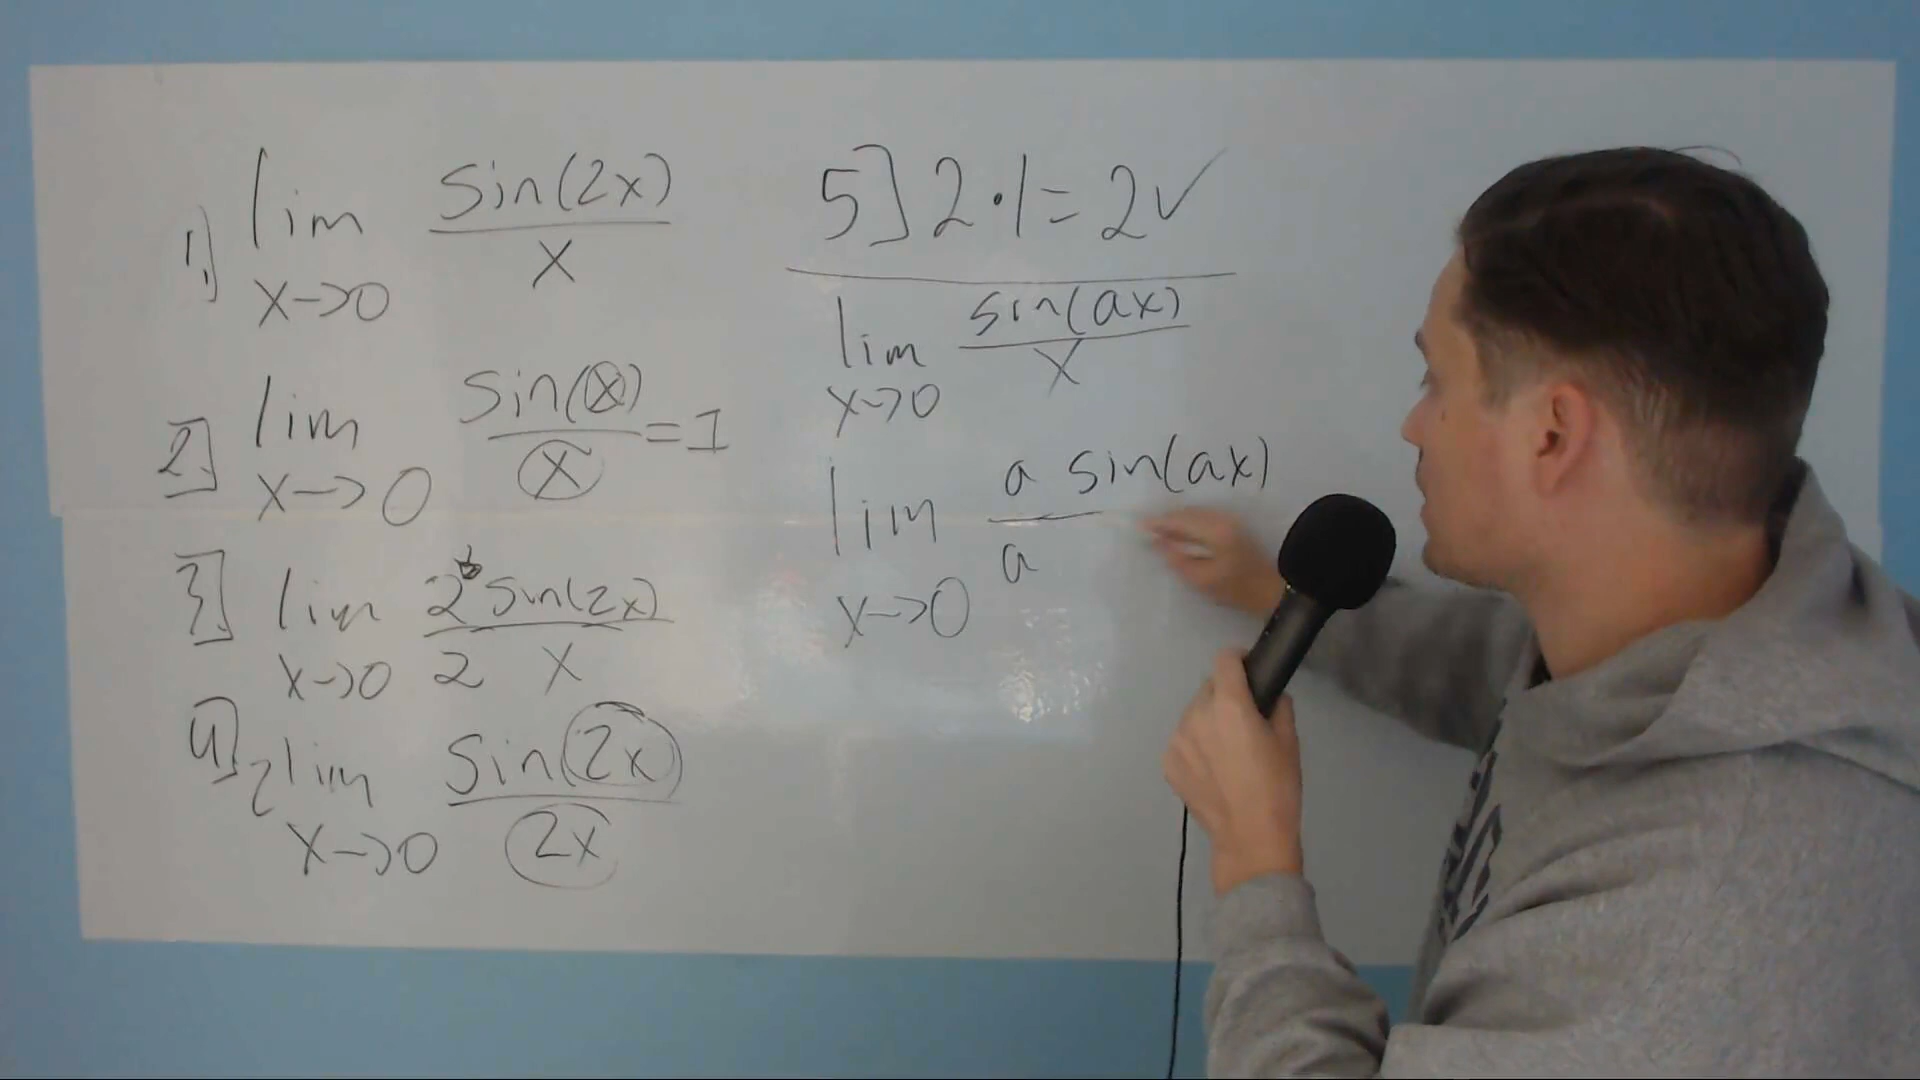 1.] lim sin(2x)
x
x->0
2.] lim sin(x)
x = 1
x->0
3.] lim 2·sin(2x)
x->0 2 x
4] 2 lim sin(2x)
x->0 2x
5] 2·1=2✓
lim sin(ax)
x->0 x
lim a sin(ax)
x->0 a